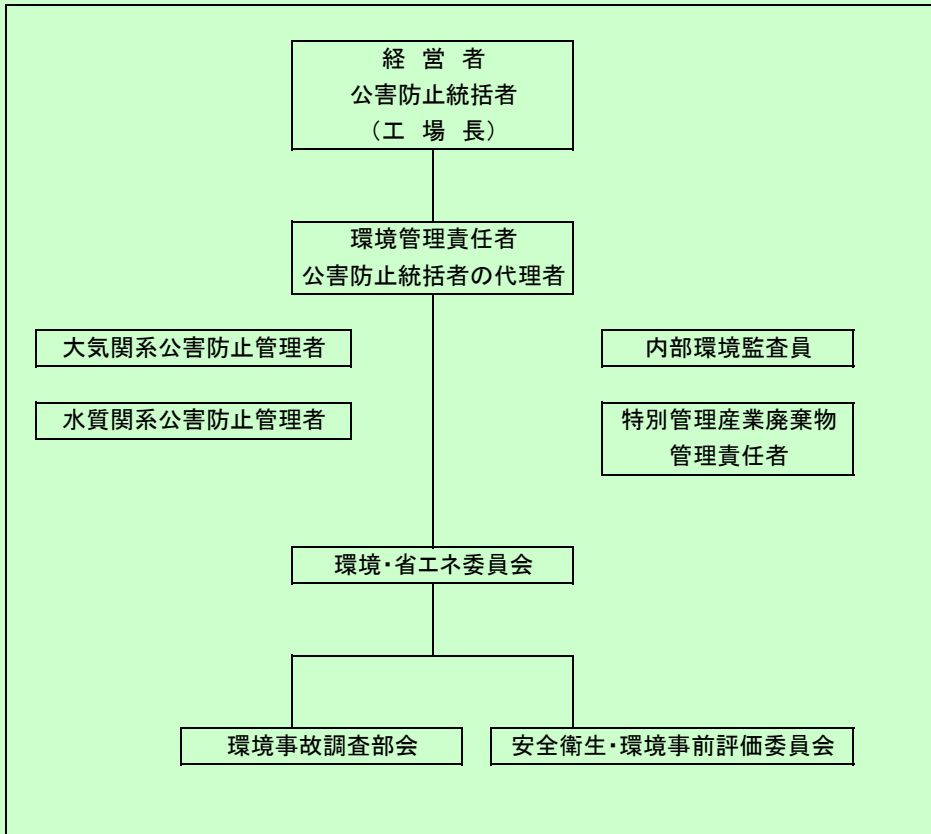 経 営 者
公害防止統括者
（工 場 長）
環境管理責任者
公害防止統括者の代理者
大気関系公害防止管理者
内部環境監査員
水質関系公害防止管理者
特別管理産業廃棄物
管理責任者
環境・省エネ委員会
環境事故調査部会
安全衛生・環境事前評価委員会